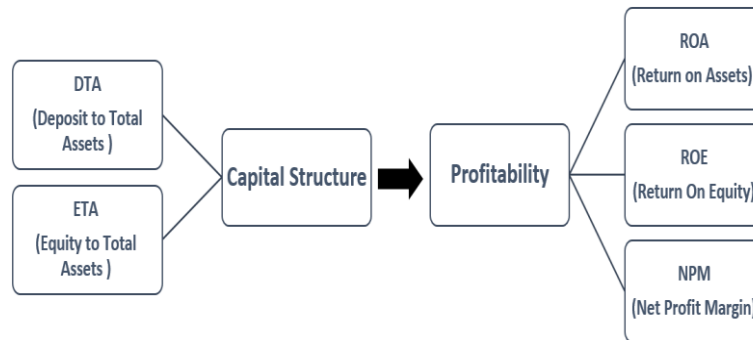 DTA
(Deposit to Total
Assets )
ETA
(Equity to Total
Assets )
Capital Structure
Profitability
ROA
(Return on Assets)
ROE
(Return On Equity)
NPM
(Net Profit Margin)